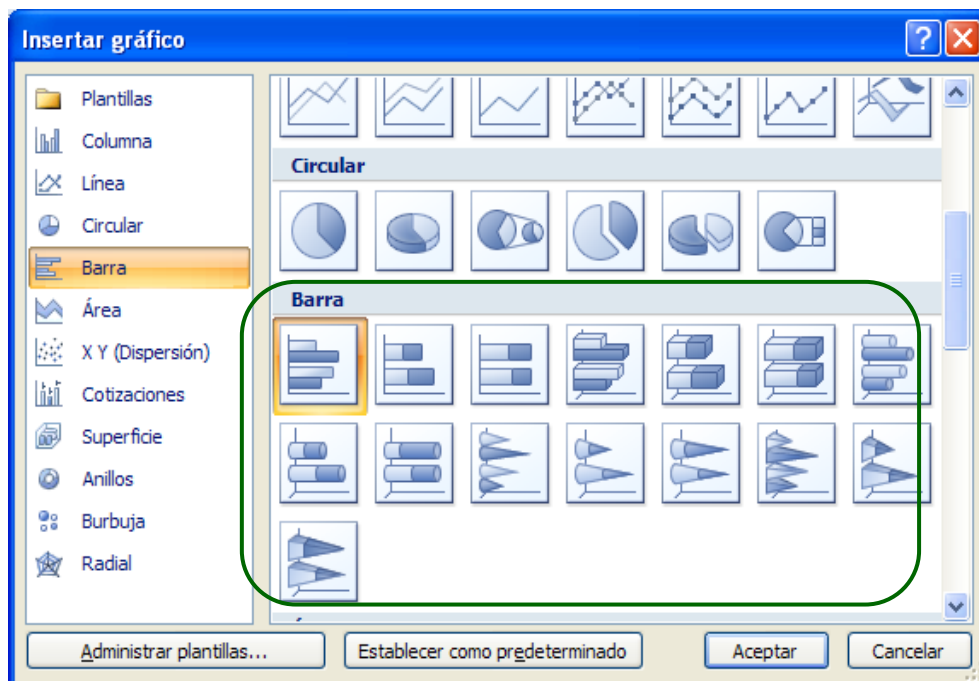 Insertar gráfico
Plantillas
Columna
Línea
Circular
Barra
Área
X Y (Dispersión)
Cotizaciones
Superficie
Anillos
Burbuja
Radial
Circular
Barra
Administrar plantillas...
Establecer como predeterminado
Aceptar
Cancelar